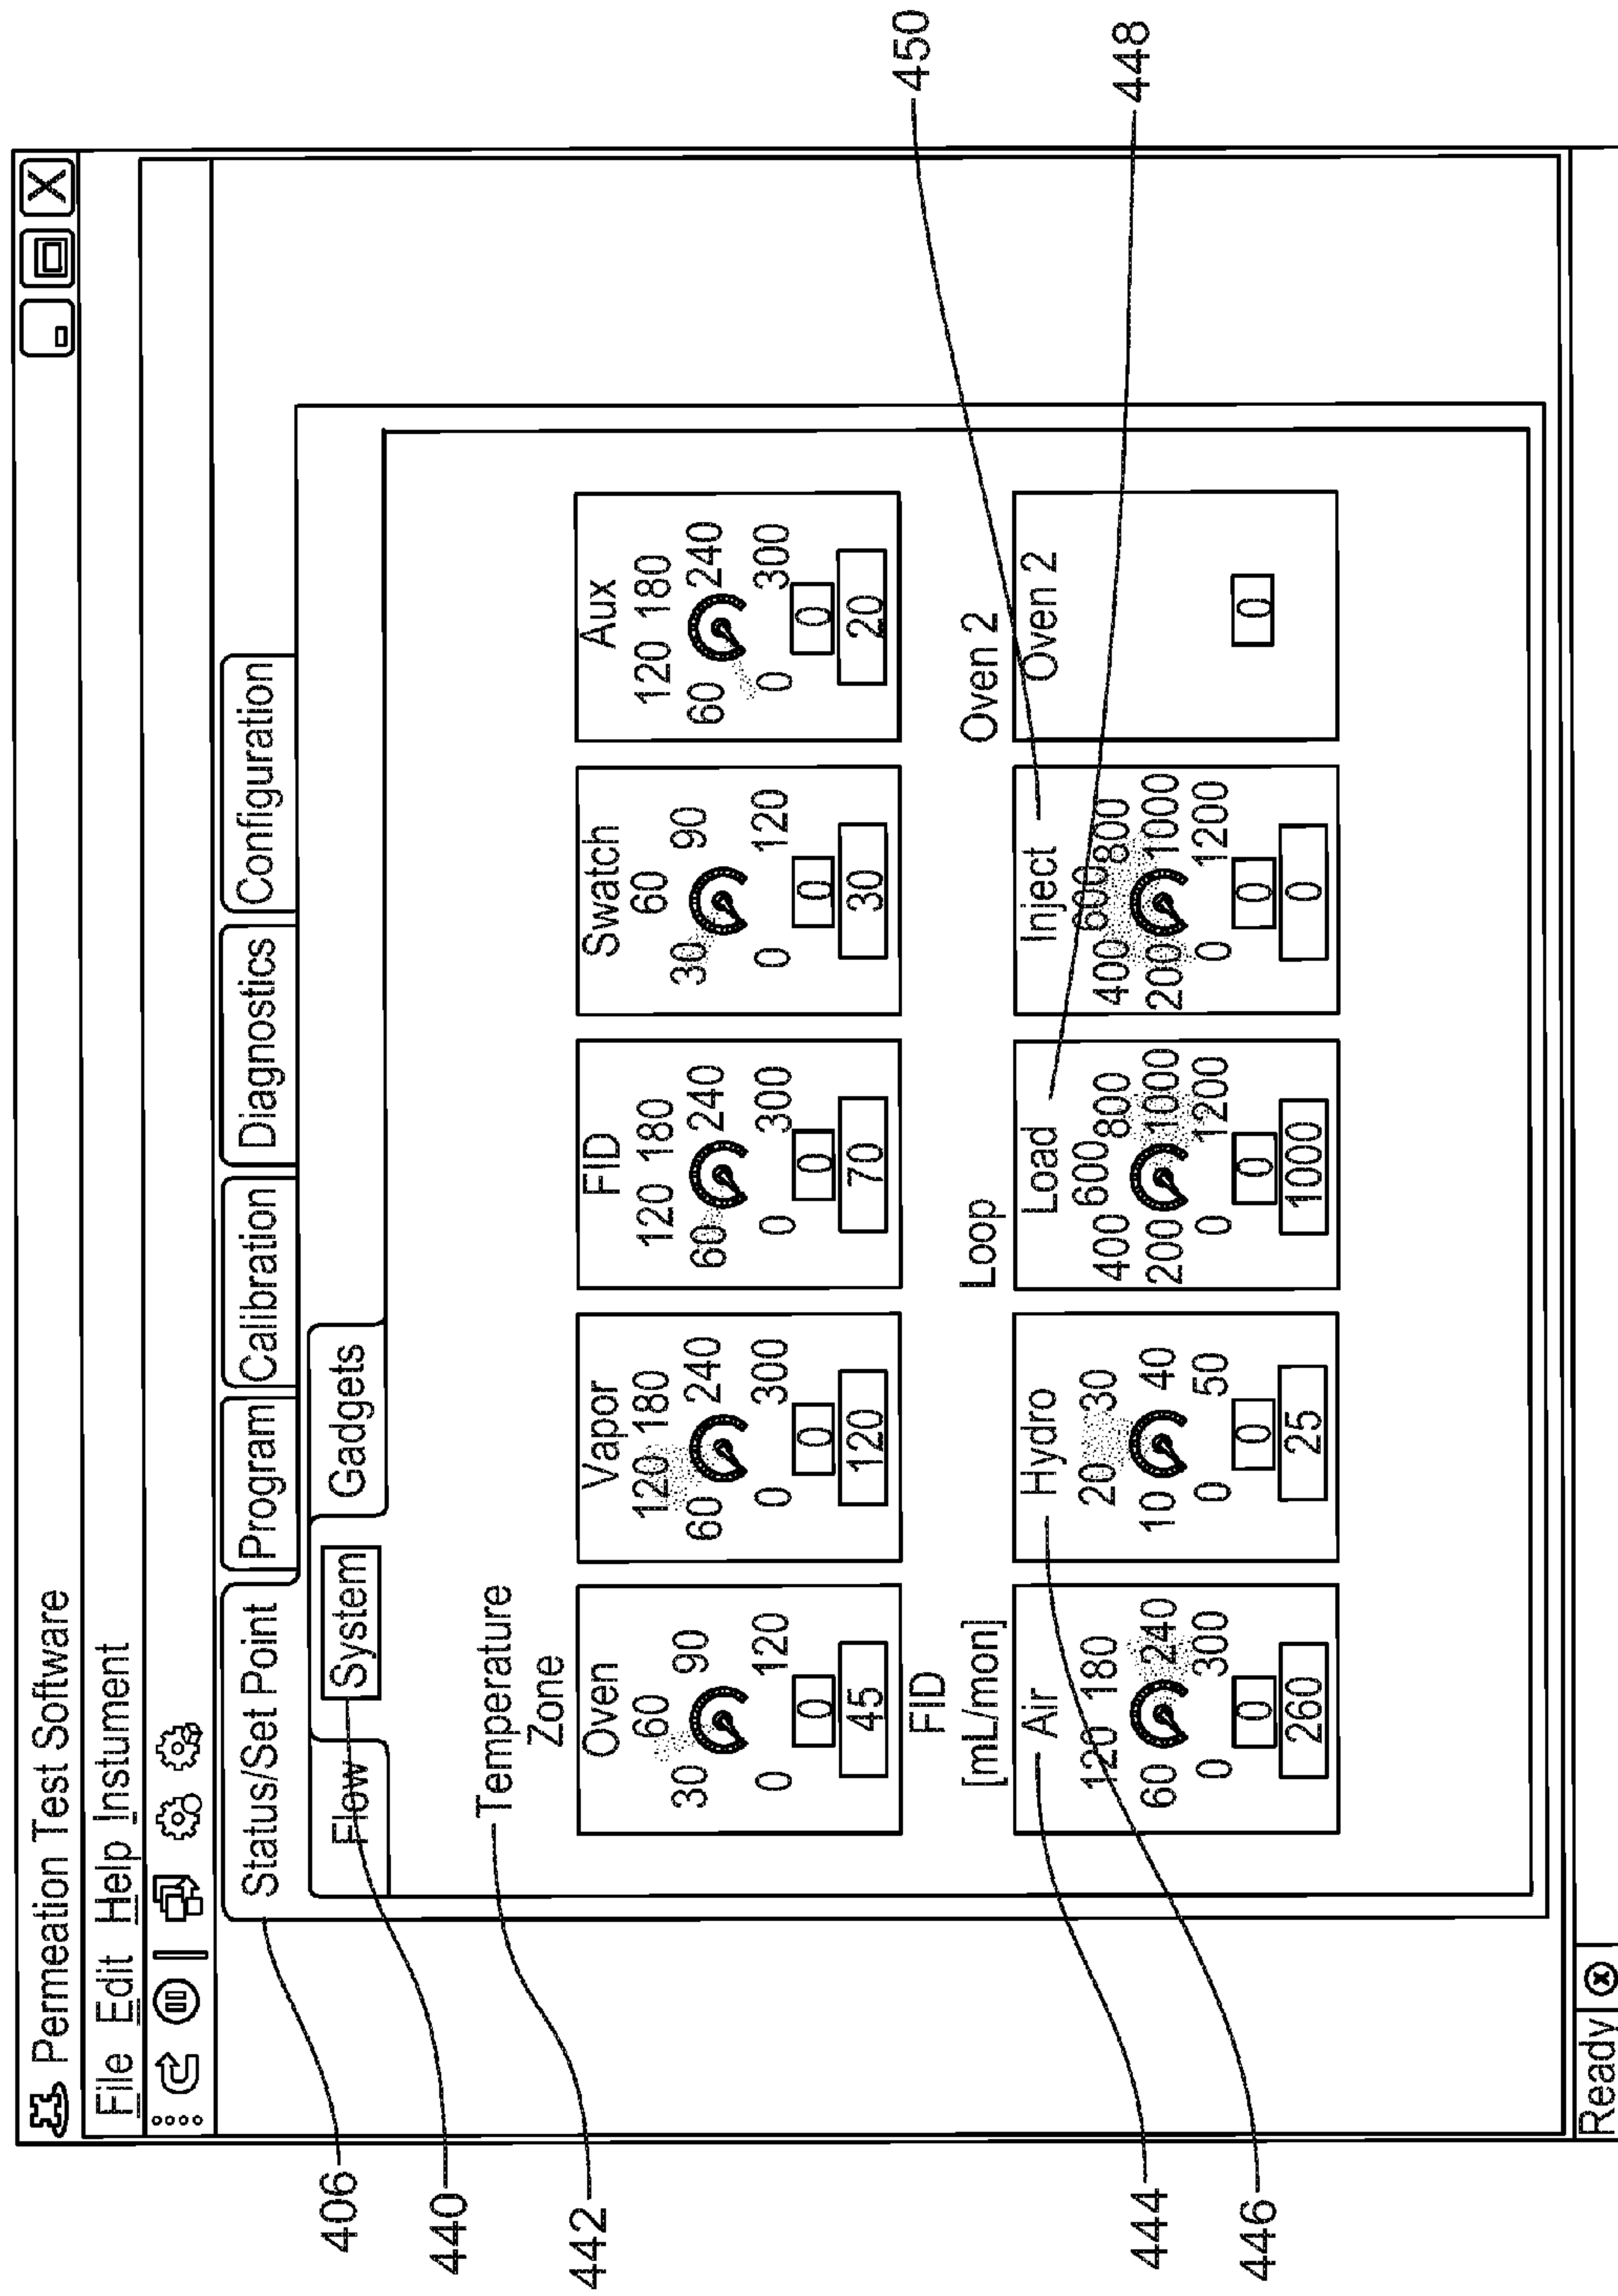 Permeation Test Software
File Edit Help Instument
Status/Set Point Program Calibration Diagnostics Configuration
Flow System Gadgets
Temperature
Zone
Oven Vapor FID Swatch Aux
60 120 180 120 180 60 120 180
30 90 60 240 60 240 30 90 60 240
0 120 0 300 0 300 0 120 0 300
0 0 0 0 0
45 120 70 30 20
FID
[mL/mon] Loop Oven 2
Air Hydro Load Inject Oven 2
120 180 20 30 400 600 800 400 600 800
60 240 10 40 200 1000 200 1000
0 300 0 50 0 1200 0 1200
0 0 0 0 0
260 25 1000 0
Ready
406
440
442
444
446
448
450